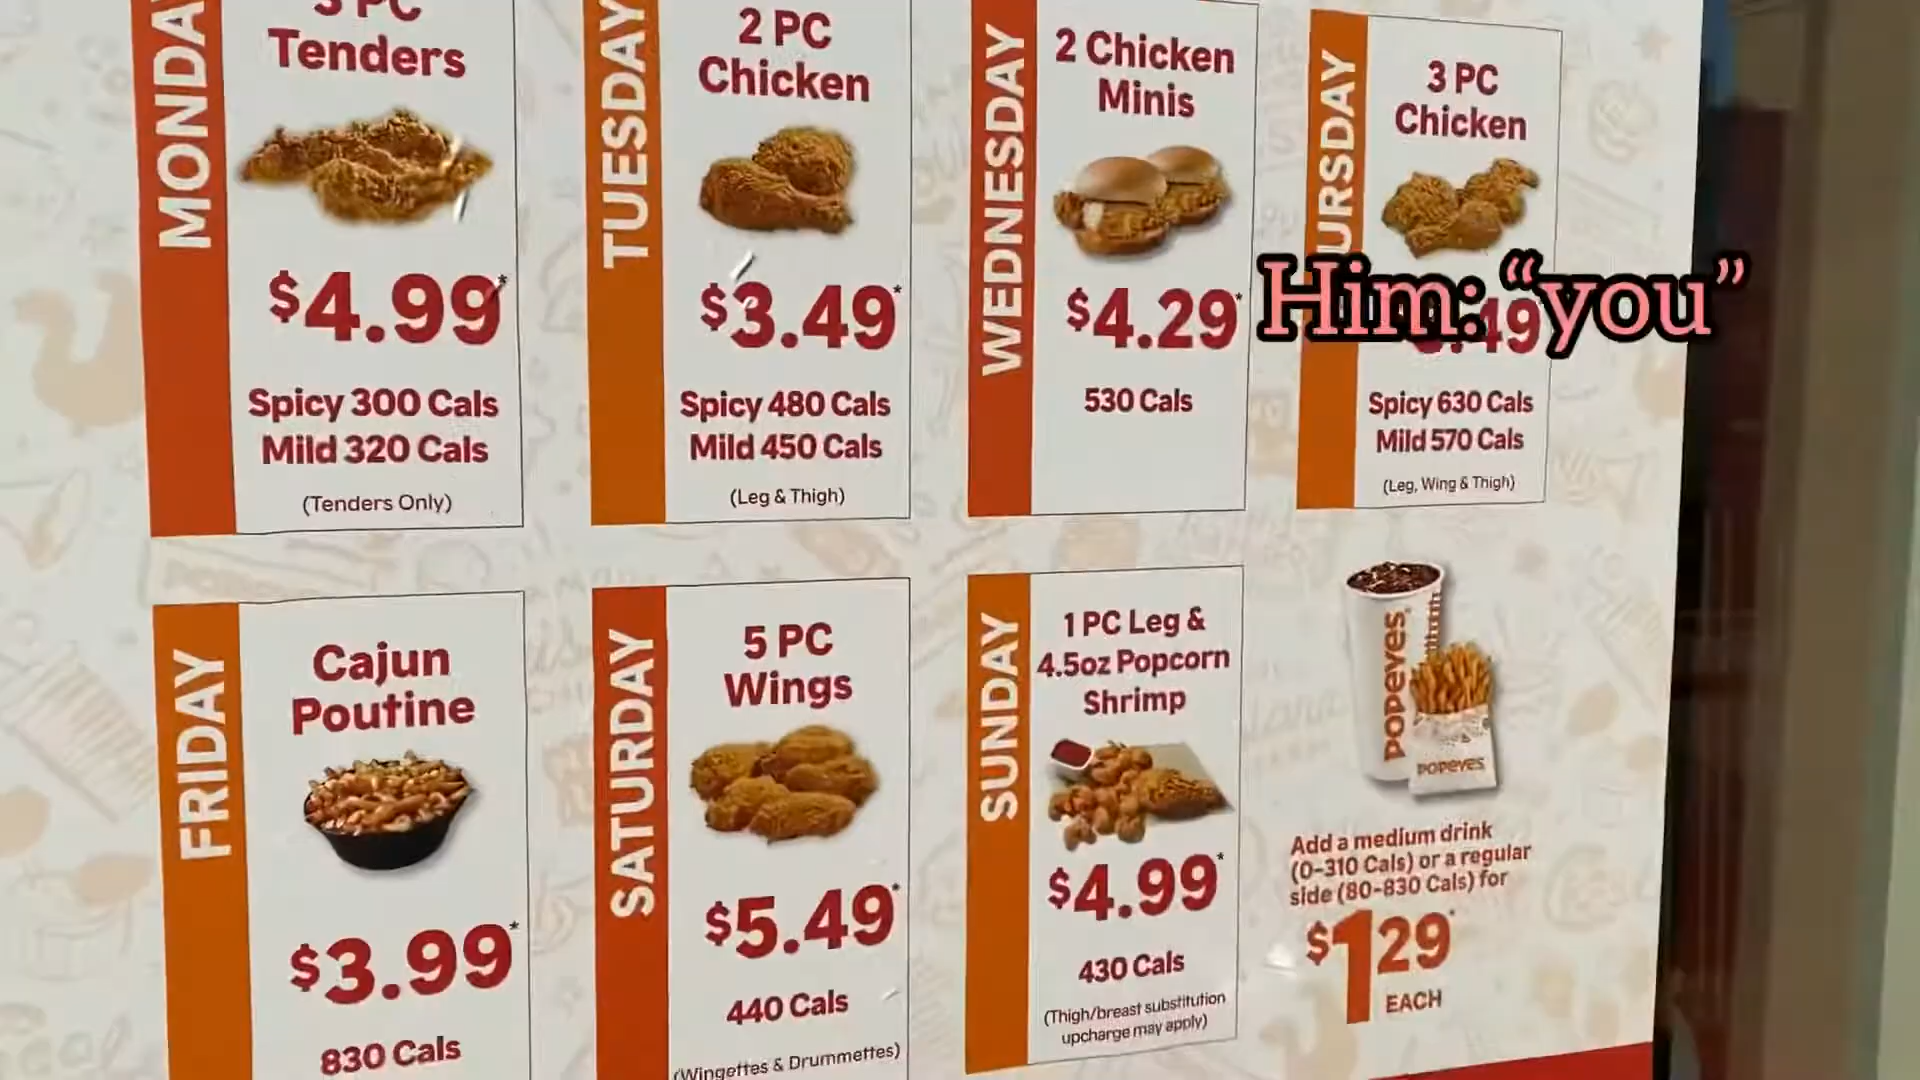 MONDAY
3 PC
Tenders
$4.99*
Spicy 300 Cals
Mild 320 Cals
(Tenders Only)
TUESDAY
2 PC
Chicken
$3.49*
Spicy 480 Cals
Mild 450 Cals
(Leg & Thigh)
WEDNESDAY
2 Chicken
Minis
$4.29*
530 Cals
URSDAY
3 PC
Chicken
.49
Him: “you”
Spicy 630 Cals
Mild 570 Cals
(Leg, Wing & Thigh)
FRIDAY
Cajun
Poutine
$3.99*
830 Cals
SATURDAY
5 PC
Wings
$5.49*
440 Cals
(Wingettes & Drummettes)
SUNDAY
1 PC Leg &
4.5oz Popcorn
Shrimp
$4.99*
430 Cals
(Thigh/breast substitution
upcharge may apply)
POPEYES
POPEYES
Add a medium drink
(0-310 Cals) or a regular
side (80-830 Cals) for
$1.29*
EACH